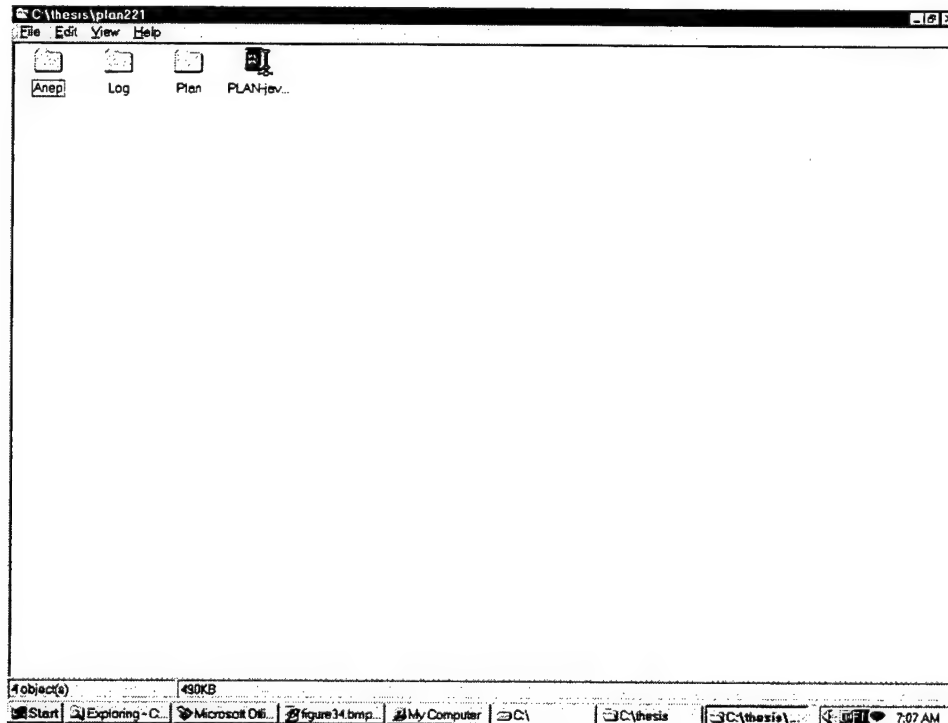 C:\thesis\plan221
File Edit View Help
Anep Log Plan PLAN-jav...
4 object(s) 490KB
Start Exploring - C... Microsoft Offi... figure34.bmp... My Computer C:\ C:\thesis C:\thesis\... 7:07 AM